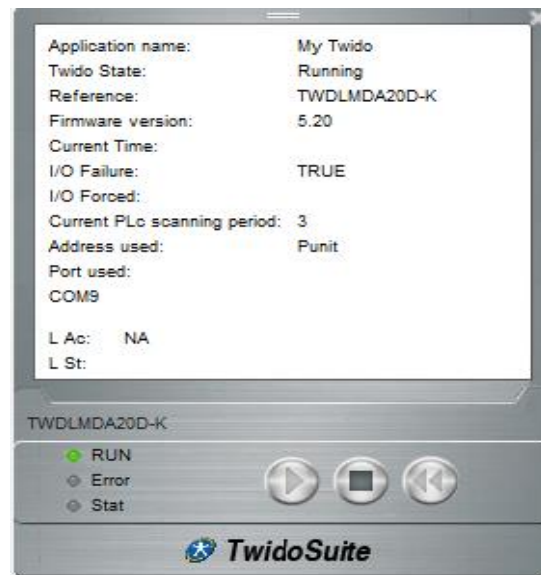 Application name: My Twido
Twido State: Running
Reference: TWDLMDA20D-K
Firmware version: 5.20
Current Time:
I/O Failure: TRUE
I/O Forced:
Current PLc scanning period: 3
Address used: Punit
Port used:
COM9
L Ac: NA
L St:
TWDLMDA20D-K
RUN
Error
Stat
TwidoSuite